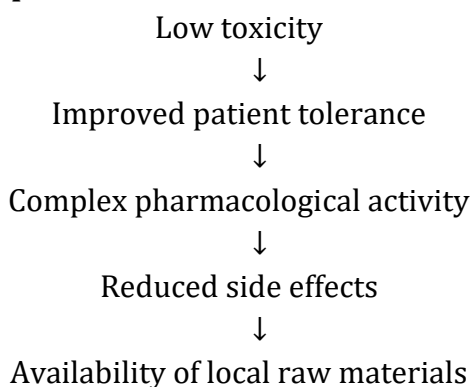 Low toxicity
↓
Improved patient tolerance
↓
Complex pharmacological activity
↓
Reduced side effects
↓
Availability of local raw materials